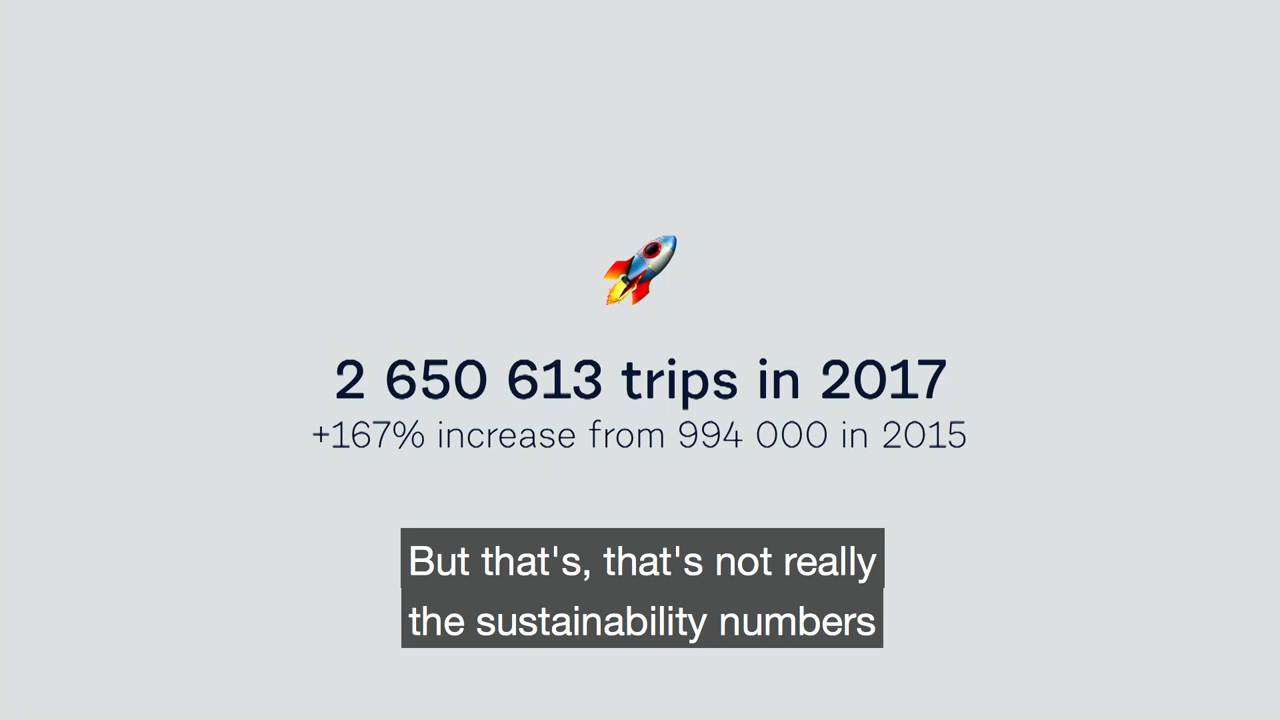 2 650 613 trips in 2017
+167% increase from 994 000 in 2015
But that's, that's not really
the sustainability numbers